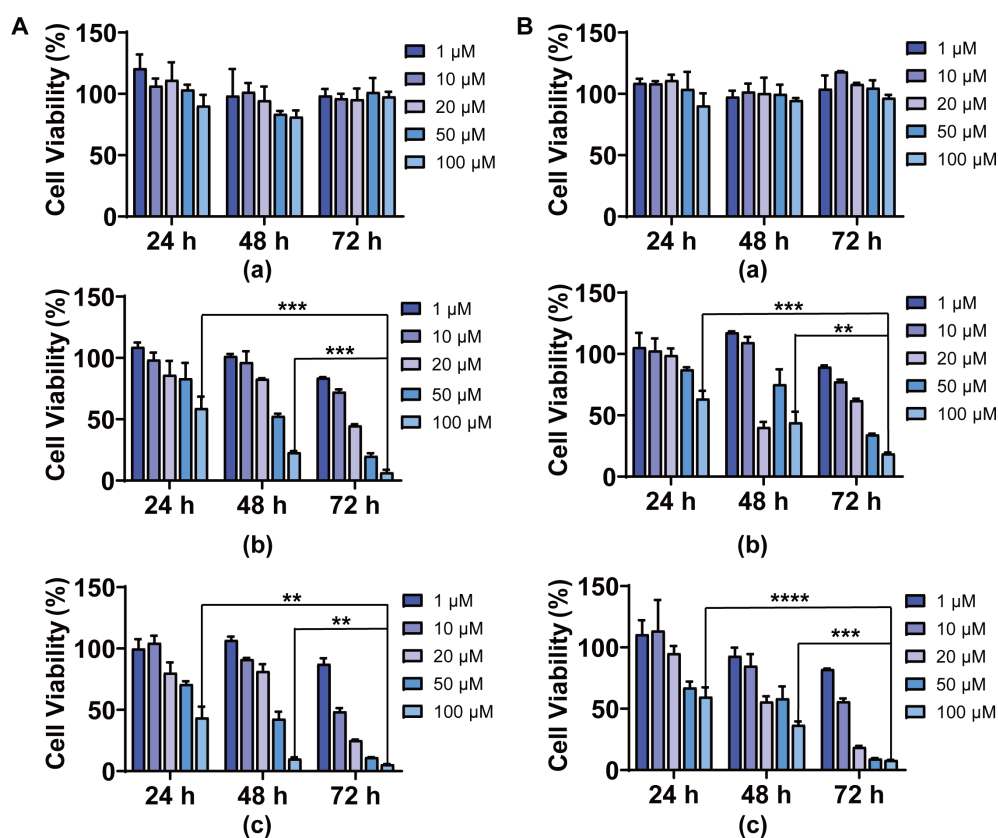 A
Cell Viability (%)
150
100
50
0
24 h 48 h 72 h
1 µM
10 µM
20 µM
50 µM
100 µM
(a)
B
Cell Viability (%)
150
100
50
0
24 h 48 h 72 h
1 µM
10 µM
20 µM
50 µM
100 µM
(a)
Cell Viability (%)
150
100
50
0
***
***
24 h 48 h 72 h
1 µM
10 µM
20 µM
50 µM
100 µM
(b)
Cell Viability (%)
150
100
50
0
***
**
24 h 48 h 72 h
1 µM
10 µM
20 µM
50 µM
100 µM
(b)
Cell Viability (%)
150
100
50
0
**
**
24 h 48 h 72 h
1 µM
10 µM
20 µM
50 µM
100 µM
(c)
Cell Viability (%)
150
100
50
0
****
***
24 h 48 h 72 h
1 µM
10 µM
20 µM
50 µM
100 µM
(c)